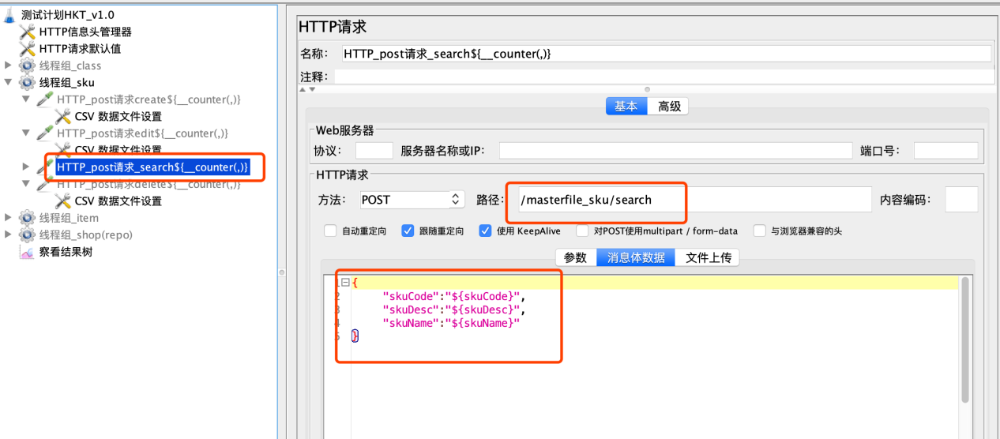 测试计划HKT_v1.0
HTTP信息头管理器
HTTP请求默认值
线程组_class
线程组_sku
HTTP_post请求create${__counter(,)}
CSV 数据文件设置
HTTP_post请求edit${__counter(,)}
CSV 数据文件设置
HTTP_post请求_search${__counter(,)}
HTTP_post请求delete${__counter(,)}
CSV 数据文件设置
线程组_item
线程组_shop(repo)
察看结果树
HTTP请求
名称： HTTP_post请求_search${__counter(,)}
注释：
基本 高级
Web服务器
协议： 服务器名称或IP： 端口号：
HTTP请求
方法： POST 路径： /masterfile_sku/search 内容编码：
自动重定向 跟随重定向 使用 KeepAlive 对POST使用multipart / form-data 与浏览器兼容的头
参数 消息体数据 文件上传
1 {
2 "skuCode":"${skuCode}",
3 "skuDesc":"${skuDesc}",
4 "skuName":"${skuName}"
5 }